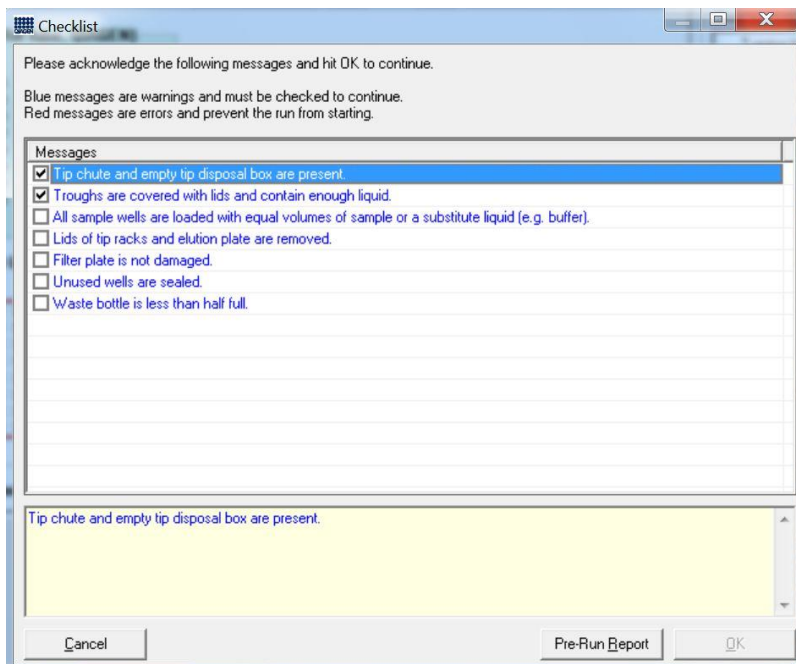 Checklist
Please acknowledge the following messages and hit OK to continue.
Blue messages are warnings and must be checked to continue.
Red messages are errors and prevent the run from starting.
Messages
Tip chute and empty tip disposal box are present.
Troughs are covered with lids and contain enough liquid.
All sample wells are loaded with equal volumes of sample or a substitute liquid (e.g. buffer).
Lids of tip racks and elution plate are removed.
Filter plate is not damaged.
Unused wells are sealed.
Waste bottle is less than half full.
Tip chute and empty tip disposal box are present.
Cancel Pre-Run Report OK